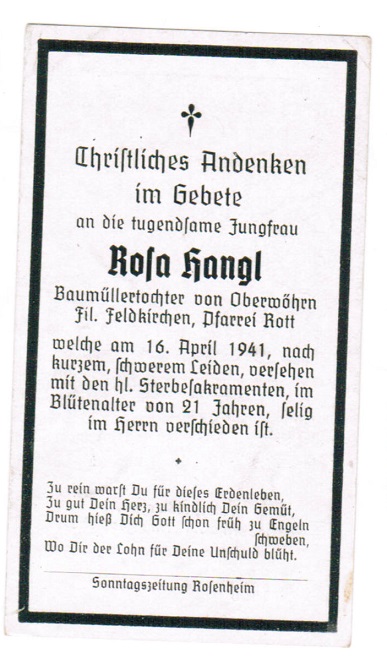 Christliches Andenken
im Gebete
an die tugendsame Jungfrau
Rosa Hangl
Baumüllertochter von Oberwöhrn
Fil. Feldkirchen, Pfarrei Rott
welche am 16. April 1941, nach
kurzem, schwerem Leiden, versehen
mit den hl. Sterbesakramenten, im
Blütenalter von 21 Jahren, selig
im Herrn verschieden ist.
Zu rein warst Du für dieses Erdenleben,
Zu gut Dein Herz, zu kindlich Dein Gemüt,
Drum hieß Dich Gott schon früh zu Engeln
schweben,
Wo Dir der Lohn für Deine Unschuld blüht.
Sonntagszeitung Rosenheim